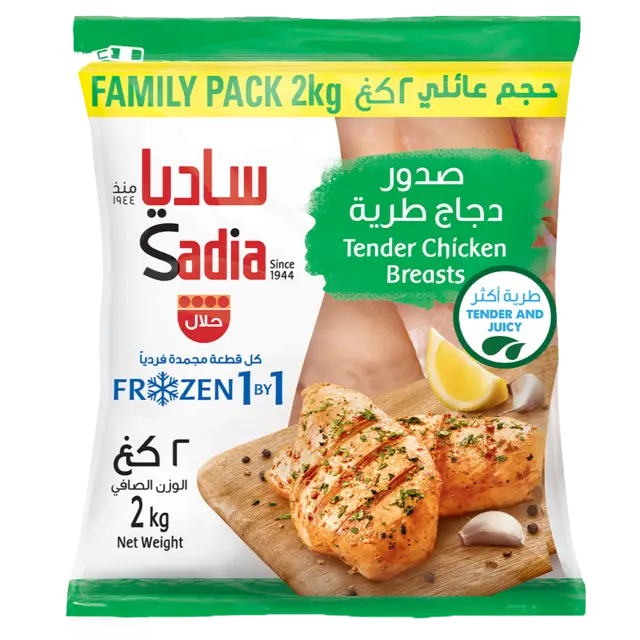 FAMILY PACK 2kg حجم عائلي ٢ كغ
ساديا منذ ١٩٤٤
Sadia Since 1944
حلال
صدور
دجاج طرية
Tender Chicken
Breasts
طرية أكثر
TENDER AND
JUICY
كل قطعة مجمدة فردياً
FROZEN 1 BY 1
٢ كغ
الوزن الصافي
2 kg
Net Weight